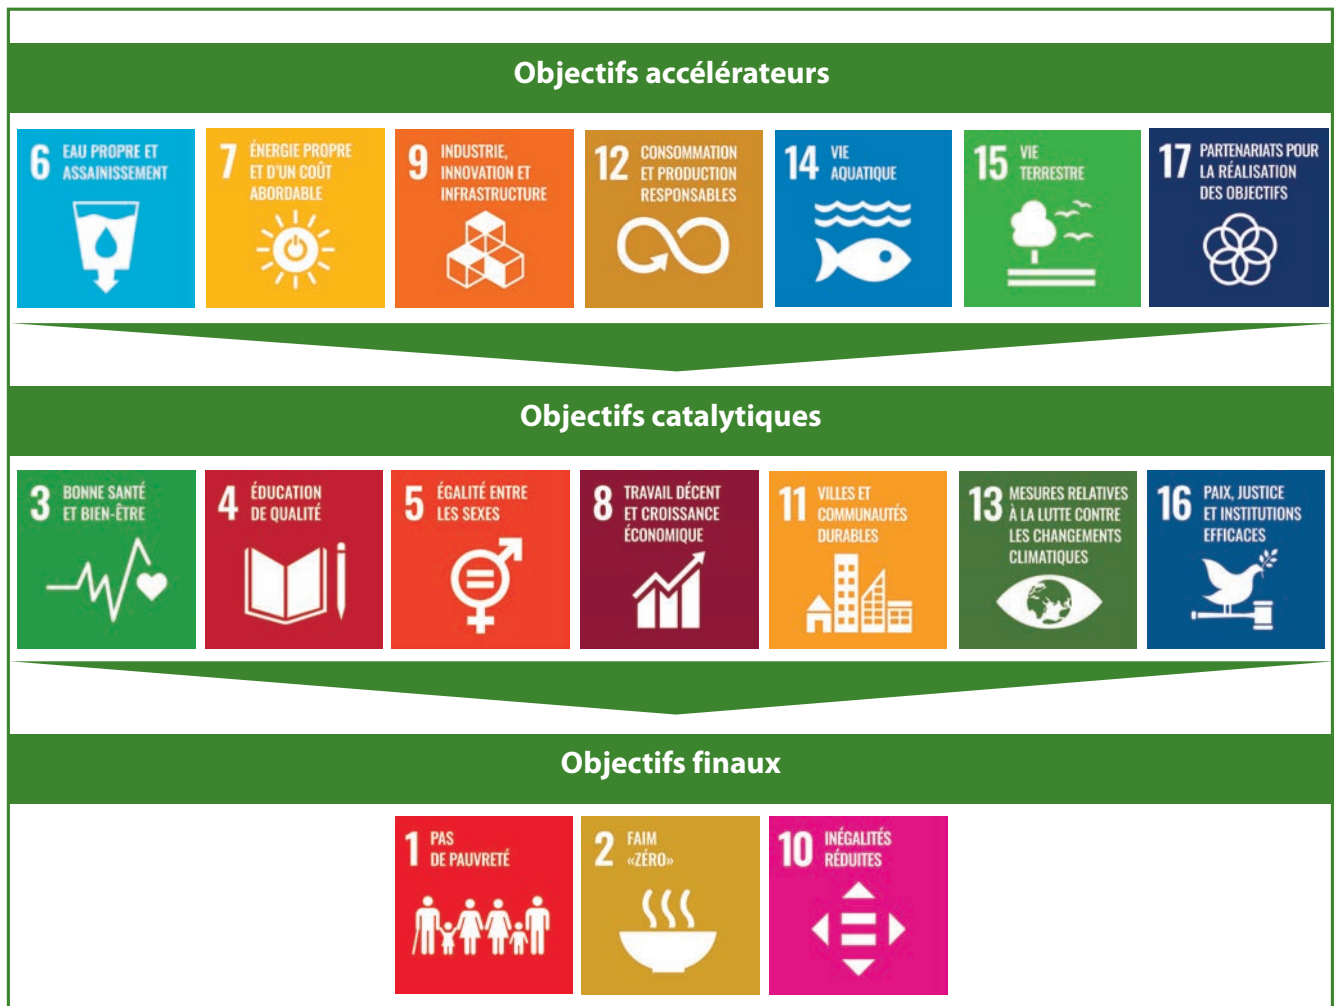 Objectifs accélérateurs
6 EAU PROPRE ET
ASSAINISSEMENT
7 ÉNERGIE PROPRE
ET D'UN COÛT
ABORDABLE
9 INDUSTRIE,
INNOVATION ET
INFRASTRUCTURE
12 CONSOMMATION
ET PRODUCTION
RESPONSABLES
14 VIE
AQUATIQUE
15 VIE
TERRESTRE
17 PARTENARIATS POUR
LA RÉALISATION
DES OBJECTIFS
Objectifs catalytiques
3 BONNE SANTÉ
ET BIEN-ÊTRE
4 ÉDUCATION
DE QUALITÉ
5 ÉGALITÉ ENTRE
LES SEXES
8 TRAVAIL DÉCENT
ET CROISSANCE
ÉCONOMIQUE
11 VILLES ET
COMMUNAUTÉS
DURABLES
13 MESURES RELATIVES
À LA LUTTE CONTRE
LES CHANGEMENTS
CLIMATIQUES
16 PAIX, JUSTICE
ET INSTITUTIONS
EFFICACES
Objectifs finaux
1 PAS
DE PAUVRETÉ
2 FAIM
«ZÉRO»
10 INÉGALITÉS
RÉDUITES